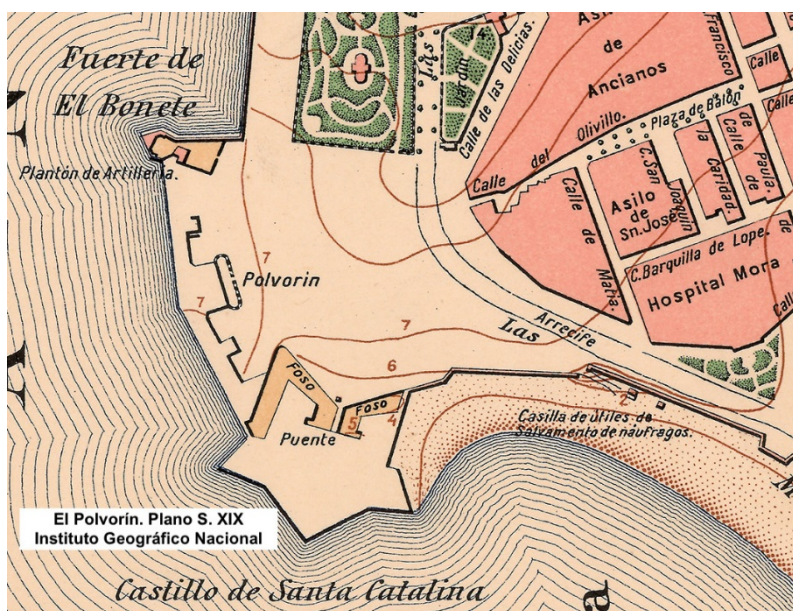 Fuerte de
El Bonete
Plantón de Artillería.
Las
Jardín
Calle de las Delicias.
Asilo
de
Ancianos
Francisco
Calle
Calle del Olivillo.
Plaza de Balón
Calle de Matia.
C. San Joaquín
Asilo
de
Sn. José
la Caridad.
Calle de
Paula.
de
C. Barquilla de Lope.
Hospital Mora
Calle
7
Polvorín
7
7
Arrecife
Las
6
Foso
Foso
5
4
2
Puente
Casilla de útiles de
Salvamento de náufragos.
M
A
El Polvorín. Plano S. XIX
Instituto Geográfico Nacional
Castillo de Santa Catalina
a